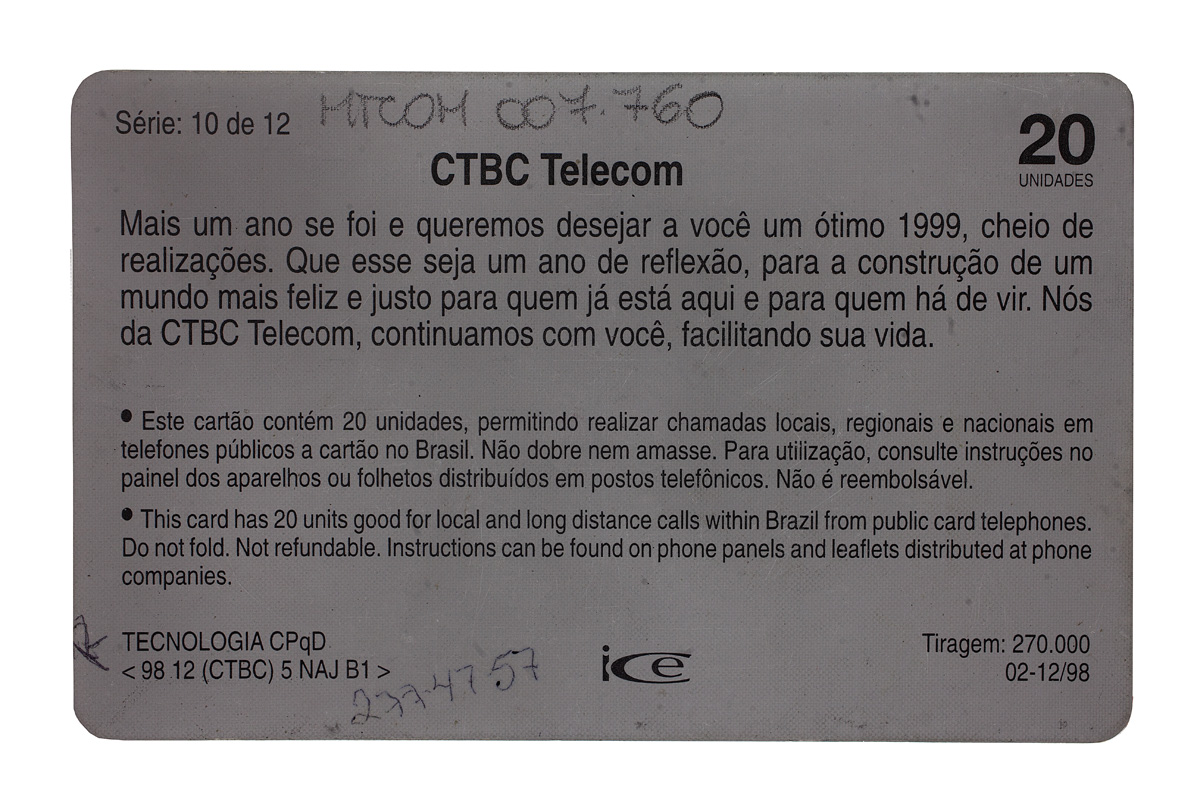 Série: 10 de 12
MTCOM 007.760
20
UNIDADES
CTBC Telecom
Mais um ano se foi e queremos desejar a você um ótimo 1999, cheio de
realizações. Que esse seja um ano de reflexão, para a construção de um
mundo mais feliz e justo para quem já está aqui e para quem há de vir. Nós
da CTBC Telecom, continuamos com você, facilitando sua vida.
• Este cartão contém 20 unidades, permitindo realizar chamadas locais, regionais e nacionais em
telefones públicos a cartão no Brasil. Não dobre nem amasse. Para utilização, consulte instruções no
painel dos aparelhos ou folhetos distribuídos em postos telefônicos. Não é reembolsável.
• This card has 20 units good for local and long distance calls within Brazil from public card telephones.
Do not fold. Not refundable. Instructions can be found on phone panels and leaflets distributed at phone
companies.
TECNOLOGIA CPqD
< 98 12 (CTBC) 5 NAJ B1 >
277-47 57
ice
Tiragem: 270.000
02-12/98